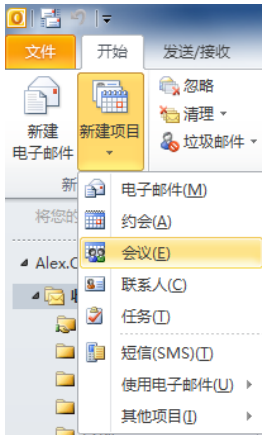 文件 开始 发送/接收
新建
电子邮件
新建项目
忽略
清理
垃圾邮件
新
将您的
电子邮件(M)
约会(A)
会议(E)
联系人(C)
任务(T)
短信(SMS)(T)
使用电子邮件(U)
其他项目(I)
Alex.C